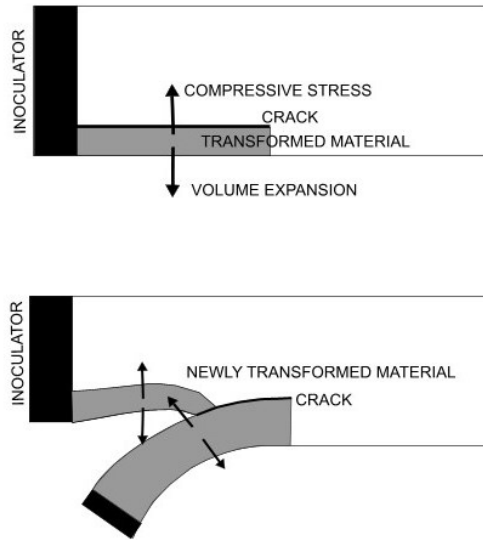 INOCULATOR
COMPRESSIVE STRESS
CRACK
TRANSFORMED MATERIAL
VOLUME EXPANSION
INOCULATOR
NEWLY TRANSFORMED MATERIAL
CRACK